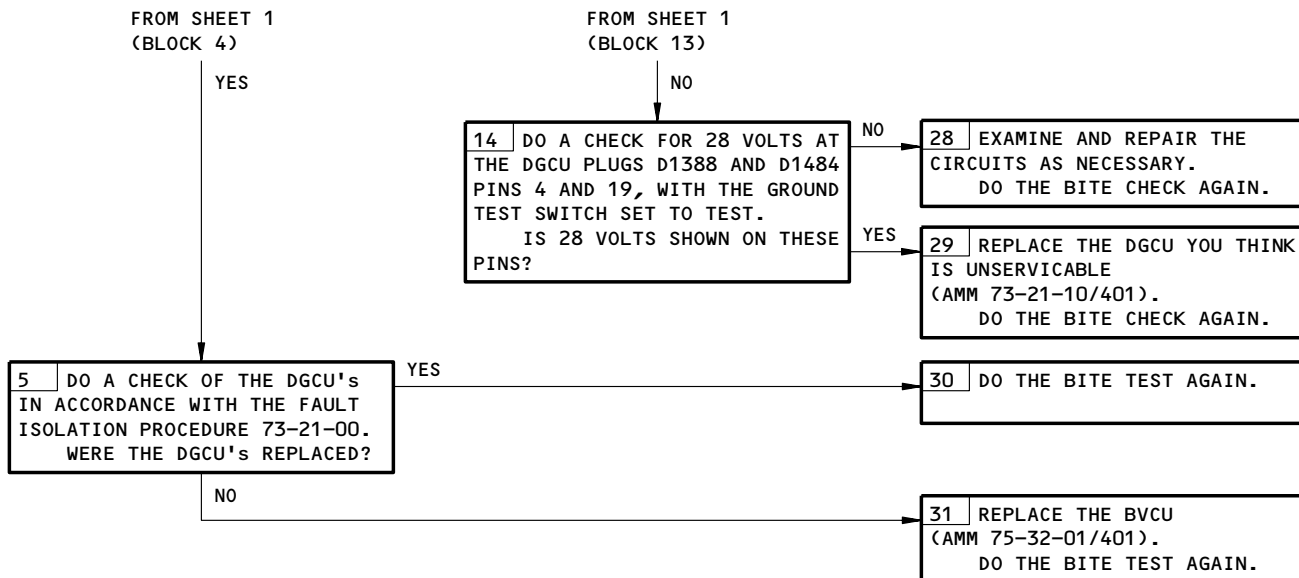 FROM SHEET 1
(BLOCK 4)
YES
FROM SHEET 1
(BLOCK 13)
NO
14 DO A CHECK FOR 28 VOLTS AT
THE DGCU PLUGS D1388 AND D1484
PINS 4 AND 19, WITH THE GROUND
TEST SWITCH SET TO TEST.
IS 28 VOLTS SHOWN ON THESE
PINS?
NO
28 EXAMINE AND REPAIR THE
CIRCUITS AS NECESSARY.
DO THE BITE CHECK AGAIN.
YES
29 REPLACE THE DGCU YOU THINK
IS UNSERVICABLE
(AMM 73-21-10/401).
DO THE BITE CHECK AGAIN.
5 DO A CHECK OF THE DGCU's
IN ACCORDANCE WITH THE FAULT
ISOLATION PROCEDURE 73-21-00.
WERE THE DGCU's REPLACED?
YES
30 DO THE BITE TEST AGAIN.
NO
31 REPLACE THE BVCU
(AMM 75-32-01/401).
DO THE BITE TEST AGAIN.